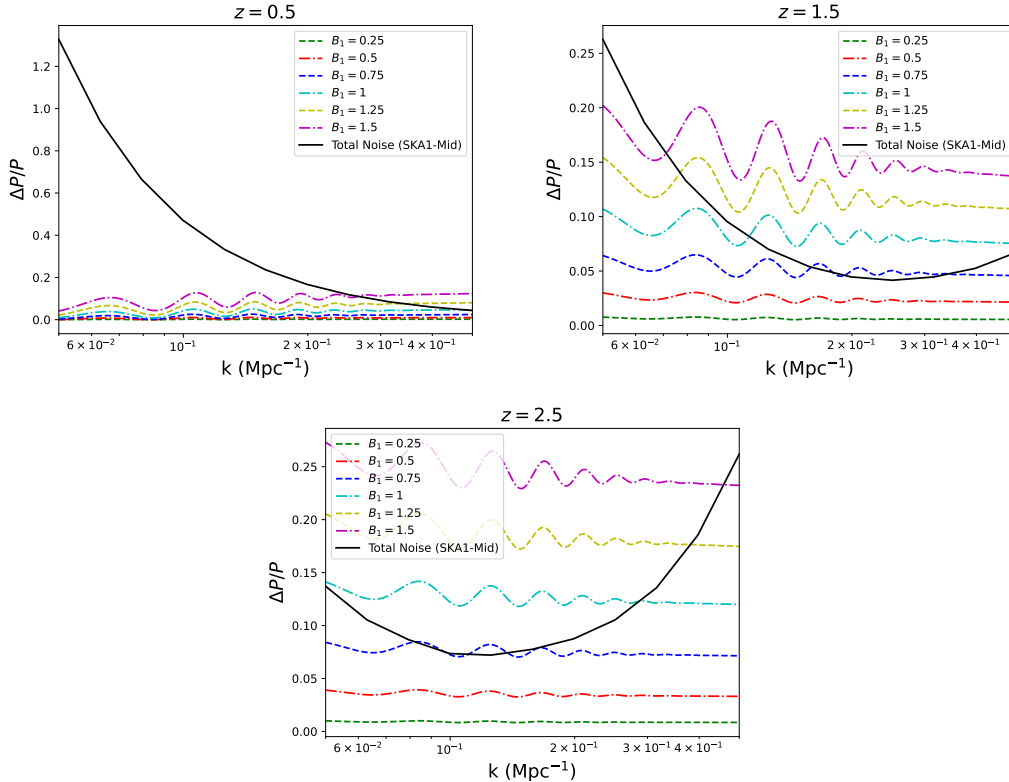 z = 0.5
ΔP/P
1.2
1.0
0.8
0.6
0.4
0.2
0.0
B₁ = 0.25
B₁ = 0.5
B₁ = 0.75
B₁ = 1
B₁ = 1.25
B₁ = 1.5
Total Noise (SKA1-Mid)
6 × 10⁻² 10⁻¹ 2 × 10⁻¹ 3 × 10⁻¹ 4 × 10⁻¹
k (Mpc⁻¹)
z = 1.5
ΔP/P
0.25
0.20
0.15
0.10
0.05
0.00
B₁ = 0.25
B₁ = 0.5
B₁ = 0.75
B₁ = 1
B₁ = 1.25
B₁ = 1.5
Total Noise (SKA1-Mid)
6 × 10⁻² 10⁻¹ 2 × 10⁻¹ 3 × 10⁻¹ 4 × 10⁻¹
k (Mpc⁻¹)
z = 2.5
ΔP/P
0.25
0.20
0.15
0.10
0.05
0.00
B₁ = 0.25
B₁ = 0.5
B₁ = 0.75
B₁ = 1
B₁ = 1.25
B₁ = 1.5
Total Noise (SKA1-Mid)
6 × 10⁻² 10⁻¹ 2 × 10⁻¹ 3 × 10⁻¹ 4 × 10⁻¹
k (Mpc⁻¹)